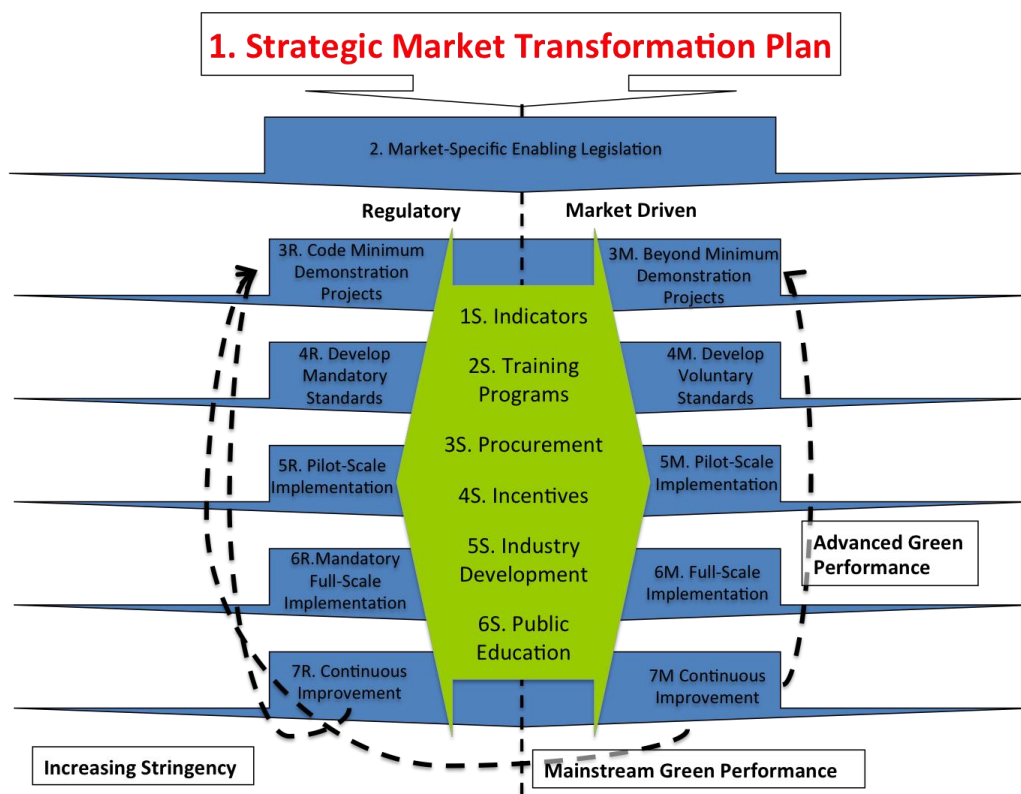 1. Strategic Market Transformation Plan
2. Market-Specific Enabling Legislation
Regulatory
Market Driven
3R. Code Minimum
Demonstration
Projects
3M. Beyond Minimum
Demonstration
Projects
1S. Indicators
4R. Develop
Mandatory
Standards
2S. Training
Programs
4M. Develop
Voluntary
Standards
3S. Procurement
5R. Pilot-Scale
Implementation
4S. Incentives
5M. Pilot-Scale
Implementation
5S. Industry
Development
Advanced Green
Performance
6R.Mandatory
Full-Scale
Implementation
6M. Full-Scale
Implementation
6S. Public
Education
7R. Continuous
Improvement
7M Continuous
Improvement
Increasing Stringency
Mainstream Green Performance